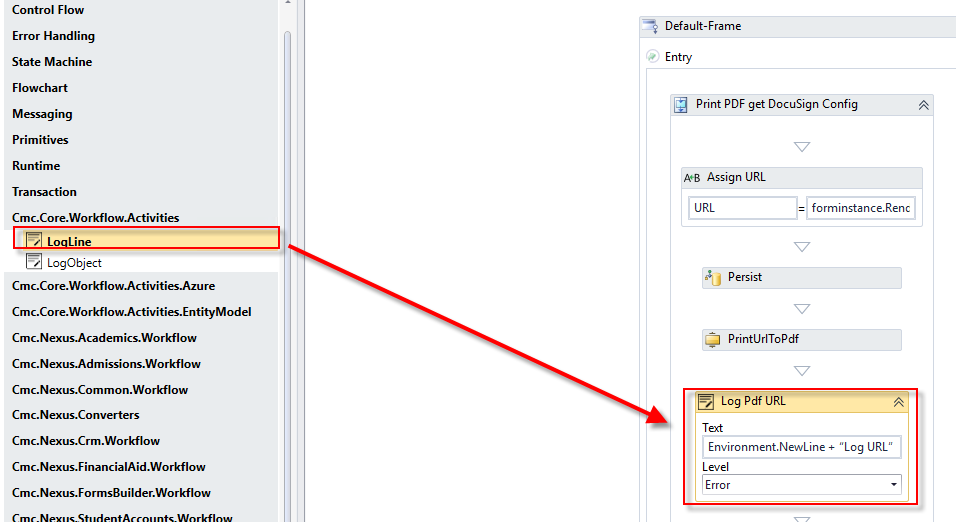 Control Flow
Error Handling
State Machine
Flowchart
Messaging
Primitives
Runtime
Transaction
Cmc.Core.Workflow.Activities
LogLine
LogObject
Cmc.Core.Workflow.Activities.Azure
Cmc.Core.Workflow.Activities.EntityModel
Cmc.Nexus.Academics.Workflow
Cmc.Nexus.Admissions.Workflow
Cmc.Nexus.Common.Workflow
Cmc.Nexus.Converters
Cmc.Nexus.Crm.Workflow
Cmc.Nexus.FinancialAid.Workflow
Cmc.Nexus.FormsBuilder.Workflow
Cmc.Nexus.StudentAccounts.Workflow
Default-Frame
Entry
Print PDF get DocuSign Config
A+B Assign URL
URL = forminstance.Renc
Persist
PrintUrlToPdf
Log Pdf URL
Text
Environment.NewLine + "Log URL"
Level
Error